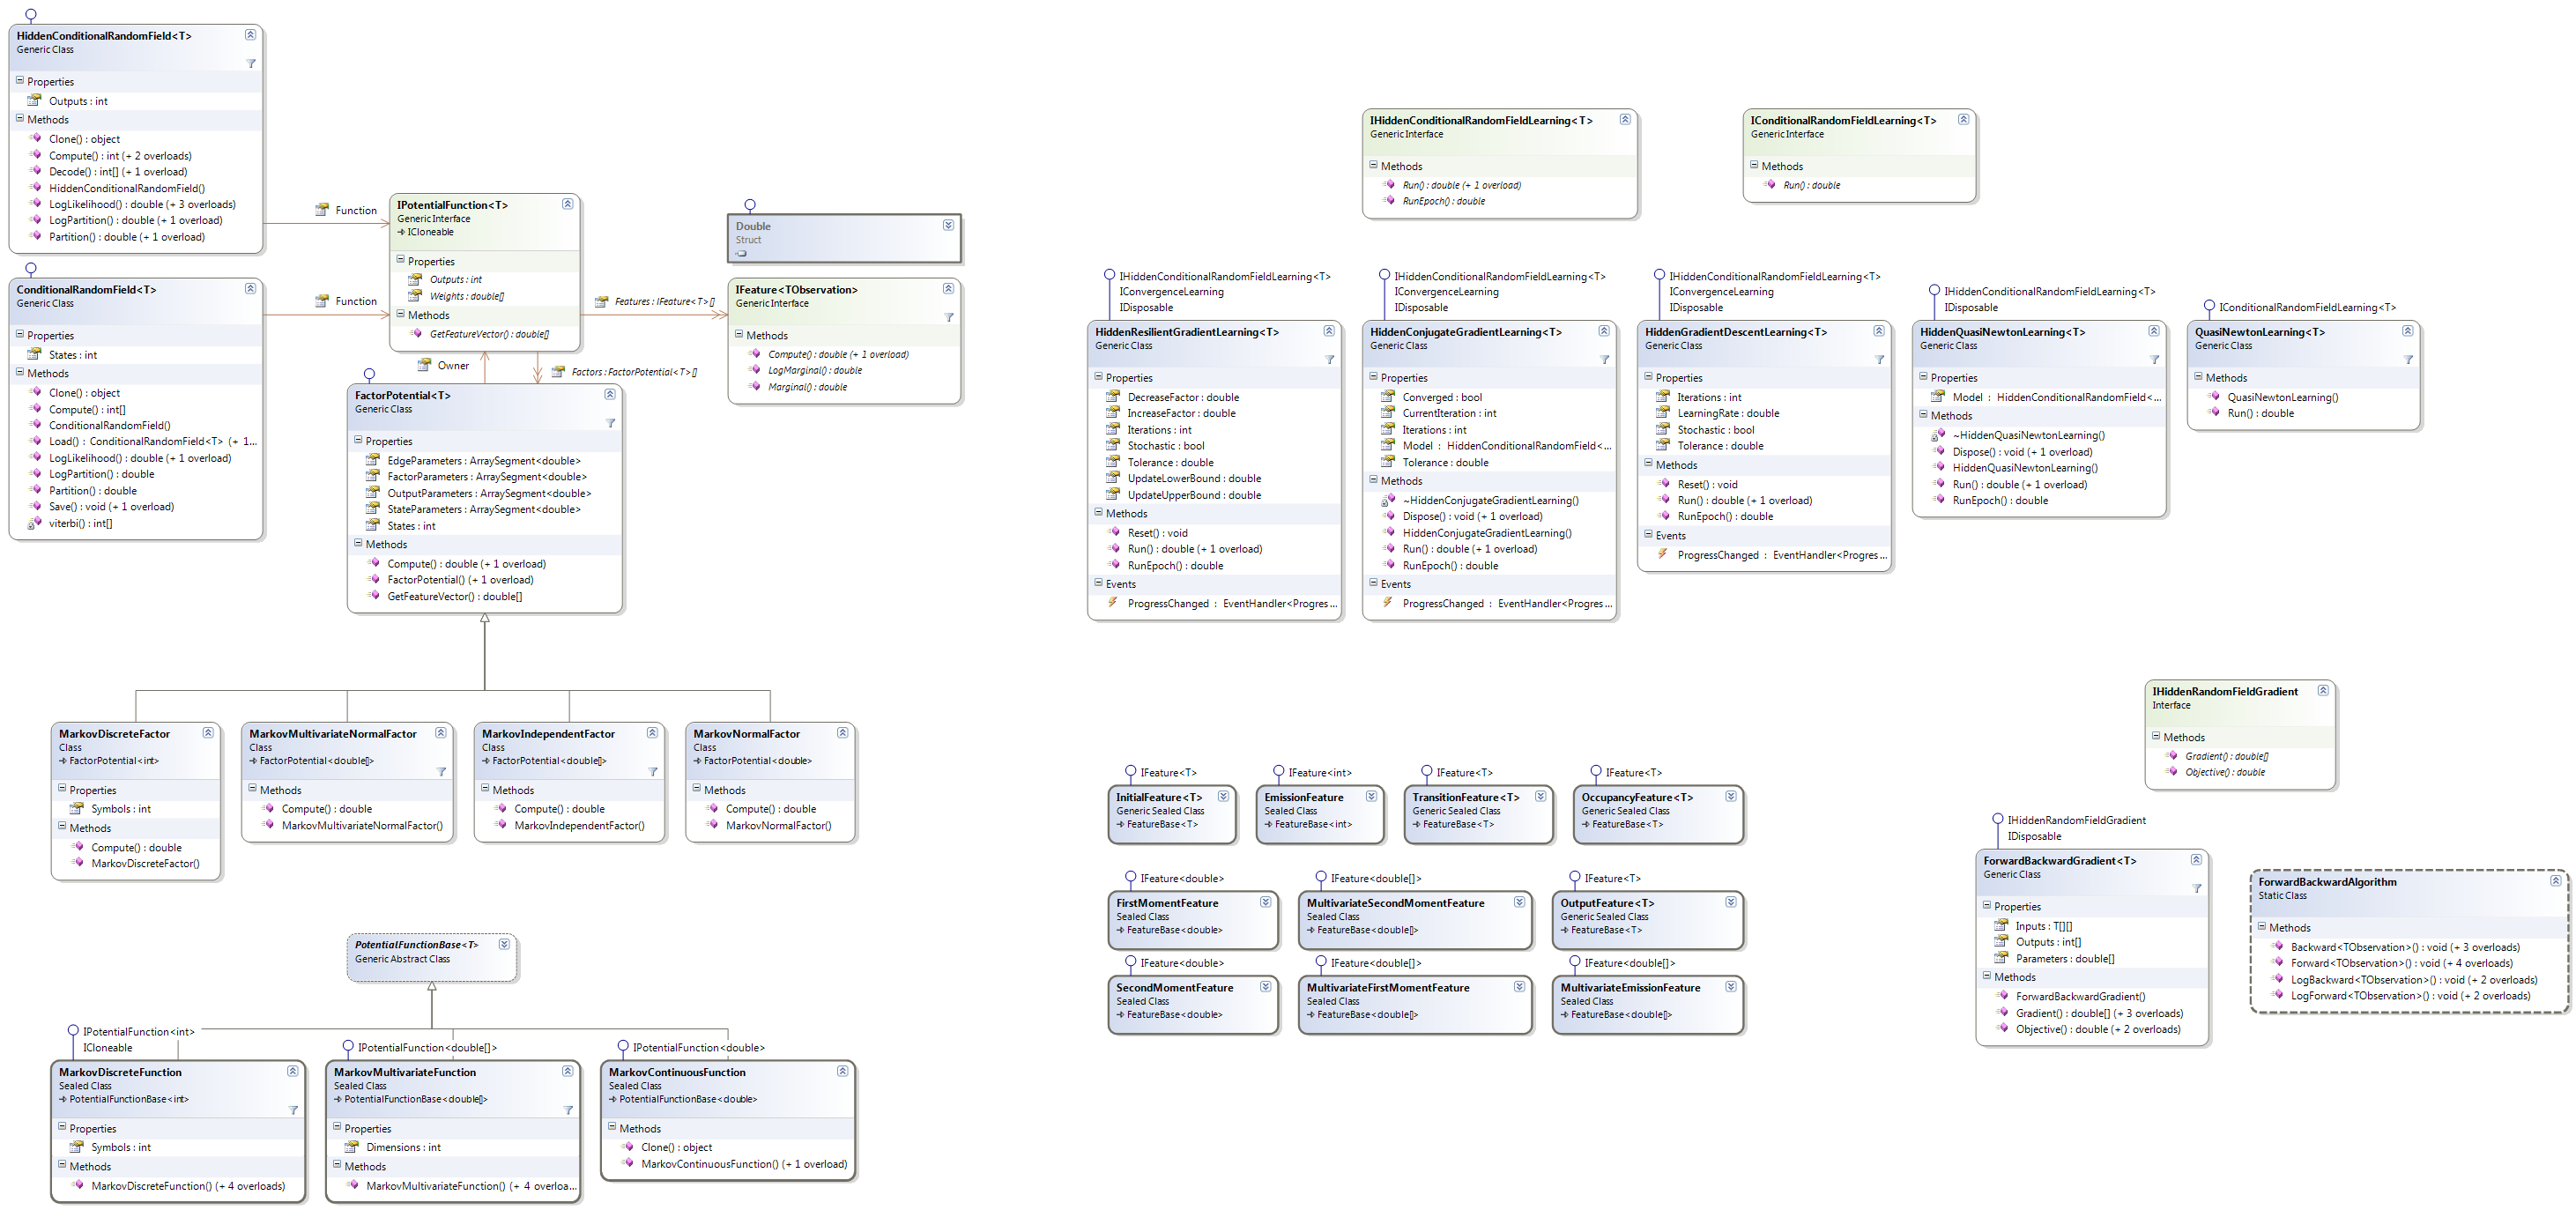 HiddenConditionalRandomField<T>
Generic Class
Properties
Outputs : int
Methods
Clone() : object
Compute() : int (+ 2 overloads)
Decode() : int[] (+ 1 overload)
HiddenConditionalRandomField()
LogLikelihood() : double (+ 3 overloads)
LogPartition() : double (+ 1 overload)
Partition() : double (+ 1 overload)
Function
ConditionalRandomField<T>
Generic Class
Properties
States : int
Methods
Clone() : object
Compute() : int[]
ConditionalRandomField()
Load() : ConditionalRandomField<T> (+ 1...
LogLikelihood() : double (+ 1 overload)
LogPartition() : double
Partition() : double
Save() : void (+ 1 overload)
viterbi() : int[]
Function
IPotentialFunction<T>
Generic Interface
ICloneable
Properties
Outputs : int
Weights : double[]
Methods
GetFeatureVector() : double[]
Features : IFeature<T>[]
Owner
Factors : FactorPotential<T>[]
Double
Struct
IFeature<TObservation>
Generic Interface
Methods
Compute() : double (+ 1 overload)
LogMarginal() : double
Marginal() : double
FactorPotential<T>
Generic Class
Properties
EdgeParameters : ArraySegment<double>
FactorParameters : ArraySegment<double>
OutputParameters : ArraySegment<double>
StateParameters : ArraySegment<double>
States : int
Methods
Compute() : double (+ 1 overload)
FactorPotential() (+ 1 overload)
GetFeatureVector() : double[]
MarkovDiscreteFactor
Class
FactorPotential<int>
Properties
Symbols : int
Methods
Compute() : double
MarkovDiscreteFactor()
MarkovMultivariateNormalFactor
Class
FactorPotential<double[]>
Methods
Compute() : double
MarkovMultivariateNormalFactor()
MarkovIndependentFactor
Class
FactorPotential<double[]>
Methods
Compute() : double
MarkovIndependentFactor()
MarkovNormalFactor
Class
FactorPotential<double>
Methods
Compute() : double
MarkovNormalFactor()
PotentialFunctionBase<T>
Generic Abstract Class
IPotentialFunction<int>
ICloneable
MarkovDiscreteFunction
Sealed Class
PotentialFunctionBase<int>
Properties
Symbols : int
Methods
MarkovDiscreteFunction() (+ 4 overloads)
IPotentialFunction<double[]>
MarkovMultivariateFunction
Sealed Class
PotentialFunctionBase<double[]>
Properties
Dimensions : int
Methods
MarkovMultivariateFunction() (+ 4 overloa...
IPotentialFunction<double>
MarkovContinuousFunction
Sealed Class
PotentialFunctionBase<double>
Methods
Clone() : object
MarkovContinuousFunction() (+ 1 overload)
IHiddenConditionalRandomFieldLearning<T>
Generic Interface
Methods
Run() : double (+ 1 overload)
RunEpoch() : double
IConditionalRandomFieldLearning<T>
Generic Interface
Methods
Run() : double
IHiddenConditionalRandomFieldLearning<T>
IConvergenceLearning
IDisposable
HiddenResilientGradientLearning<T>
Generic Class
Properties
DecreaseFactor : double
IncreaseFactor : double
Iterations : int
Stochastic : bool
Tolerance : double
UpdateLowerBound : double
UpdateUpperBound : double
Methods
Reset() : void
Run() : double (+ 1 overload)
RunEpoch() : double
Events
ProgressChanged : EventHandler<Progres...
IHiddenConditionalRandomFieldLearning<T>
IConvergenceLearning
IDisposable
HiddenConjugateGradientLearning<T>
Generic Class
Properties
Converged : bool
CurrentIteration : int
Iterations : int
Model : HiddenConditionalRandomField<...
Tolerance : double
Methods
~HiddenConjugateGradientLearning()
Dispose() : void (+ 1 overload)
HiddenConjugateGradientLearning()
Run() : double (+ 1 overload)
RunEpoch() : double
Events
ProgressChanged : EventHandler<Progres...
IHiddenConditionalRandomFieldLearning<T>
IConvergenceLearning
IDisposable
HiddenGradientDescentLearning<T>
Generic Class
Properties
Iterations : int
LearningRate : double
Stochastic : bool
Tolerance : double
Methods
Reset() : void
Run() : double (+ 1 overload)
RunEpoch() : double
Events
ProgressChanged : EventHandler<Progres...
IHiddenConditionalRandomFieldLearning<T>
IDisposable
HiddenQuasiNewtonLearning<T>
Generic Class
Properties
Model : HiddenConditionalRandomField<...
Methods
~HiddenQuasiNewtonLearning()
Dispose() : void (+ 1 overload)
HiddenQuasiNewtonLearning()
Run() : double (+ 1 overload)
RunEpoch() : double
IConditionalRandomFieldLearning<T>
QuasiNewtonLearning<T>
Generic Class
Methods
QuasiNewtonLearning()
Run() : double
IHiddenRandomFieldGradient
Interface
Methods
Gradient() : double[]
Objective() : double
IFeature<T>
InitialFeature<T>
Generic Sealed Class
FeatureBase<T>
IFeature<int>
EmissionFeature
Sealed Class
FeatureBase<int>
IFeature<T>
TransitionFeature<T>
Generic Sealed Class
FeatureBase<T>
IFeature<T>
OccupancyFeature<T>
Generic Sealed Class
FeatureBase<T>
IFeature<double>
FirstMomentFeature
Sealed Class
FeatureBase<double>
IFeature<double[]>
MultivariateSecondMomentFeature
Sealed Class
FeatureBase<double[]>
IFeature<T>
OutputFeature<T>
Generic Sealed Class
FeatureBase<T>
IFeature<double>
SecondMomentFeature
Sealed Class
FeatureBase<double>
IFeature<double[]>
MultivariateFirstMomentFeature
Sealed Class
FeatureBase<double[]>
IFeature<double[]>
MultivariateEmissionFeature
Sealed Class
FeatureBase<double[]>
IHiddenRandomFieldGradient
IDisposable
ForwardBackwardGradient<T>
Generic Class
Properties
Inputs : T[][]
Outputs : int[]
Parameters : double[]
Methods
ForwardBackwardGradient()
Gradient() : double[] (+ 3 overloads)
Objective() : double (+ 2 overloads)
ForwardBackwardAlgorithm
Static Class
Methods
Backward<TObservation>() : void (+ 3 overloads)
Forward<TObservation>() : void (+ 4 overloads)
LogBackward<TObservation>() : void (+ 2 overloads)
LogForward<TObservation>() : void (+ 2 overloads)